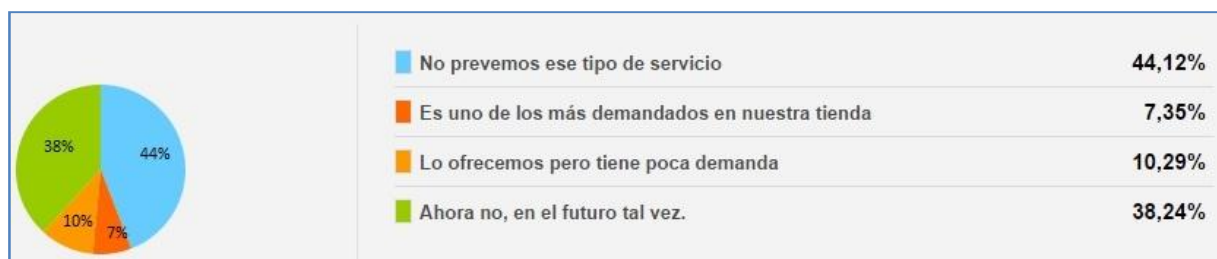 No prevemos ese tipo de servicio 44,12%
Es uno de los más demandados en nuestra tienda 7,35%
Lo ofrecemos pero tiene poca demanda 10,29%
Ahora no, en el futuro tal vez. 38,24%
38%
44%
10%
7%